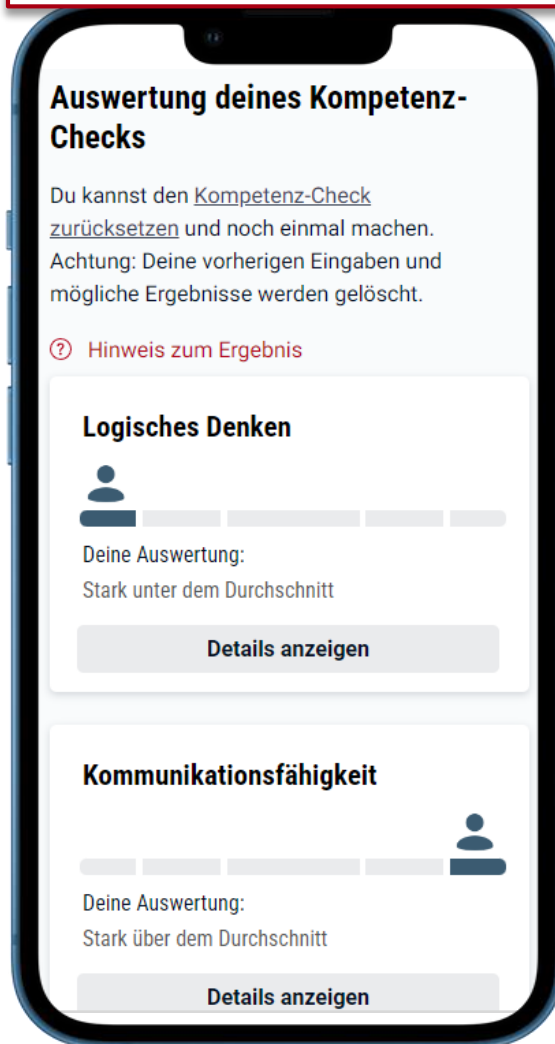 Auswertung deines Kompetenz-
Checks
Du kannst den Kompetenz-Check
zurücksetzen und noch einmal machen.
Achtung: Deine vorherigen Eingaben und
mögliche Ergebnisse werden gelöscht.
? Hinweis zum Ergebnis
Logisches Denken
Deine Auswertung:
Stark unter dem Durchschnitt
Details anzeigen
Kommunikationsfähigkeit
Deine Auswertung:
Stark über dem Durchschnitt
Details anzeigen